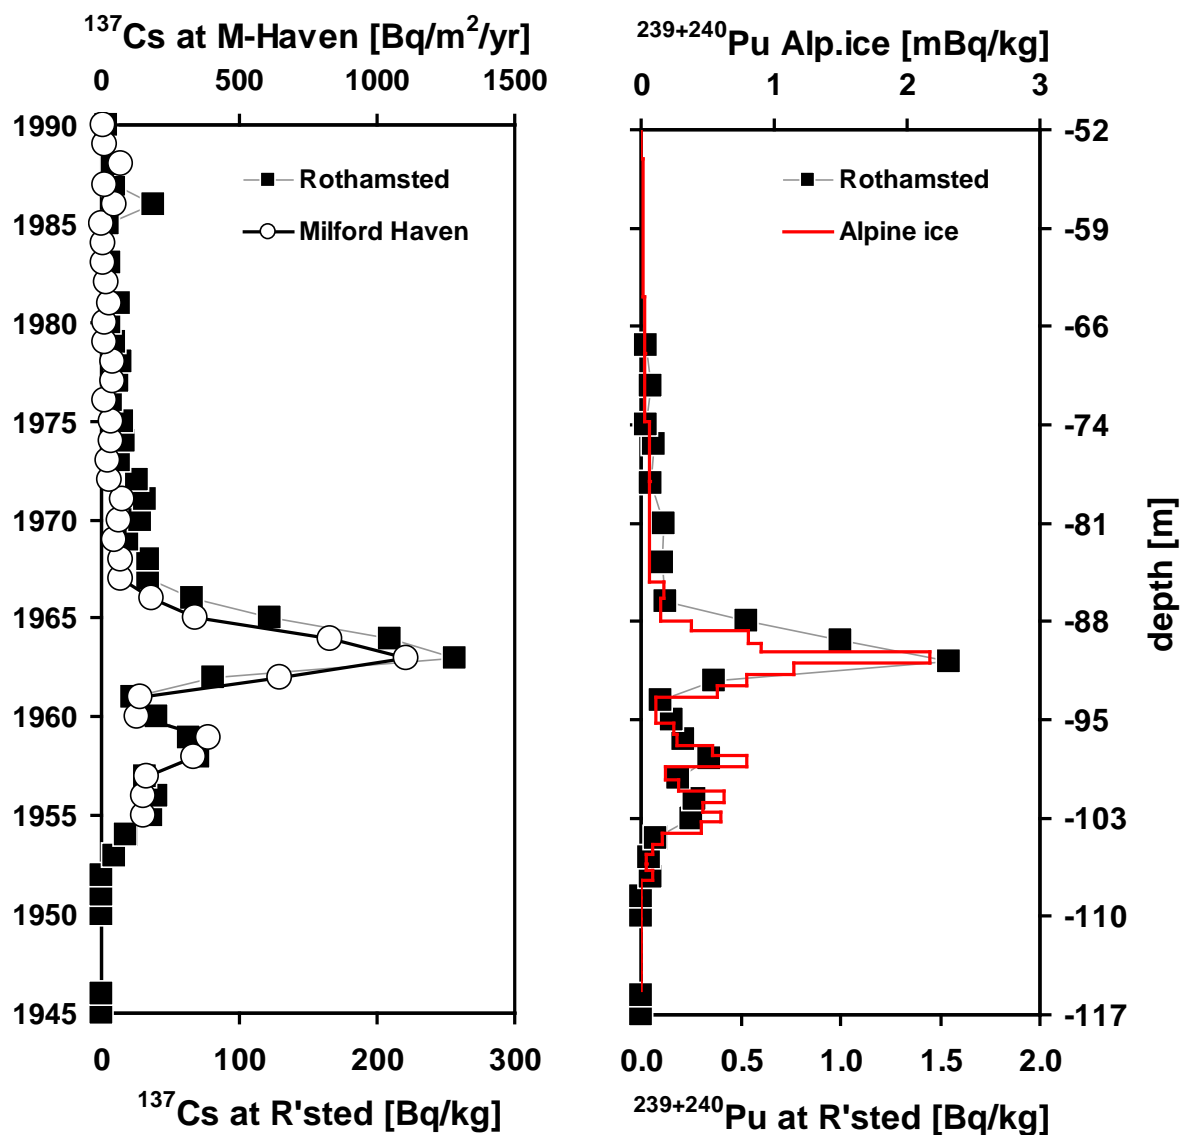 137Cs at M-Haven [Bq/m2/yr]
0 500 1000 1500
1990
1985
1980
1975
1970
1965
1960
1955
1950
1945
Rothamsted
Milford Haven
0 100 200 300
137Cs at R'sted [Bq/kg]
239+240Pu Alp.ice [mBq/kg]
0 1 2 3
Rothamsted
Alpine ice
-52
-59
-66
-74
-81
-88
-95
-103
-110
-117
depth [m]
0.0 0.5 1.0 1.5 2.0
239+240Pu at R'sted [Bq/kg]